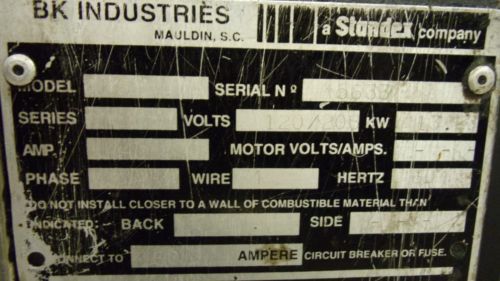 BK INDUSTRIES
MAULDIN, S.C.
a Standex company
MODEL SERIAL Nº
SERIES VOLTS 120/208 KW
AMP. MOTOR VOLTS/AMPS.
PHASE WIRE HERTZ
DO NOT INSTALL CLOSER TO A WALL OF COMBUSTIBLE MATERIAL THAN
INDICATED: BACK SIDE
CONNECT TO AMPERE CIRCUIT BREAKER OR FUSE.